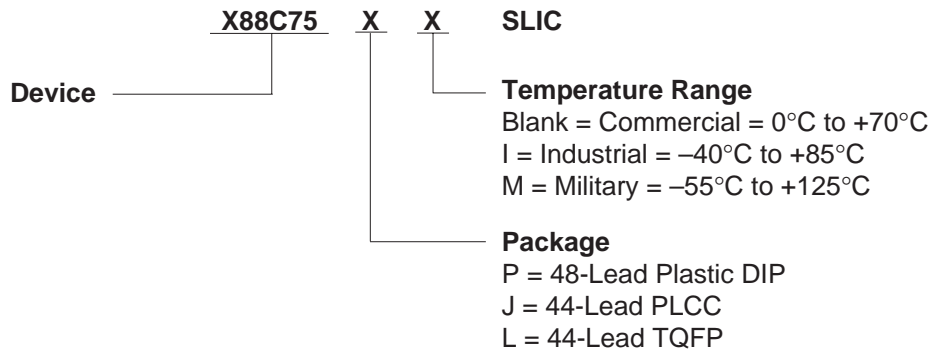 X88C75 X X SLIC
Device
Temperature Range
Blank = Commercial = 0°C to +70°C
I = Industrial = –40°C to +85°C
M = Military = –55°C to +125°C
Package
P = 48-Lead Plastic DIP
J = 44-Lead PLCC
L = 44-Lead TQFP